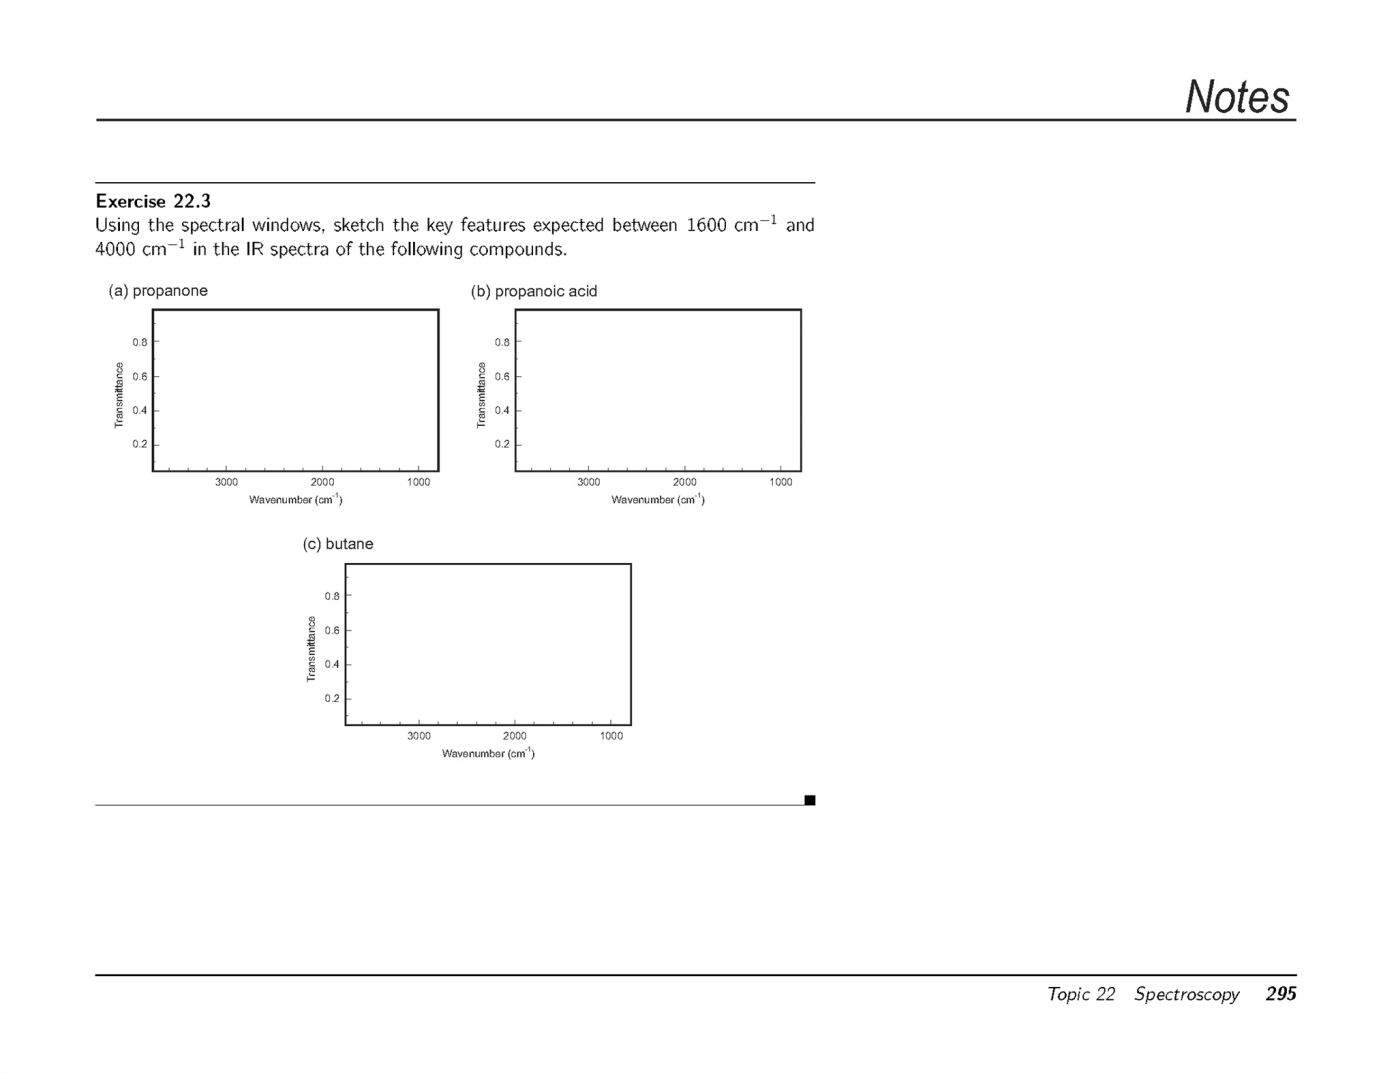 Notes
Exercise 22.3
Using the spectral windows, sketch the key features expected between 1600 cm⁻¹ and
4000 cm⁻¹ in the IR spectra of the following compounds.
(a) propanone
0.8
0.6
0.4
0.2
Transmittance
3000 2000 1000
Wavenumber (cm⁻¹)
(b) propanoic acid
0.8
0.6
0.4
0.2
Transmittance
3000 2000 1000
Wavenumber (cm⁻¹)
(c) butane
0.8
0.6
0.4
0.2
Transmittance
3000 2000 1000
Wavenumber (cm⁻¹)
Topic 22 Spectroscopy 295